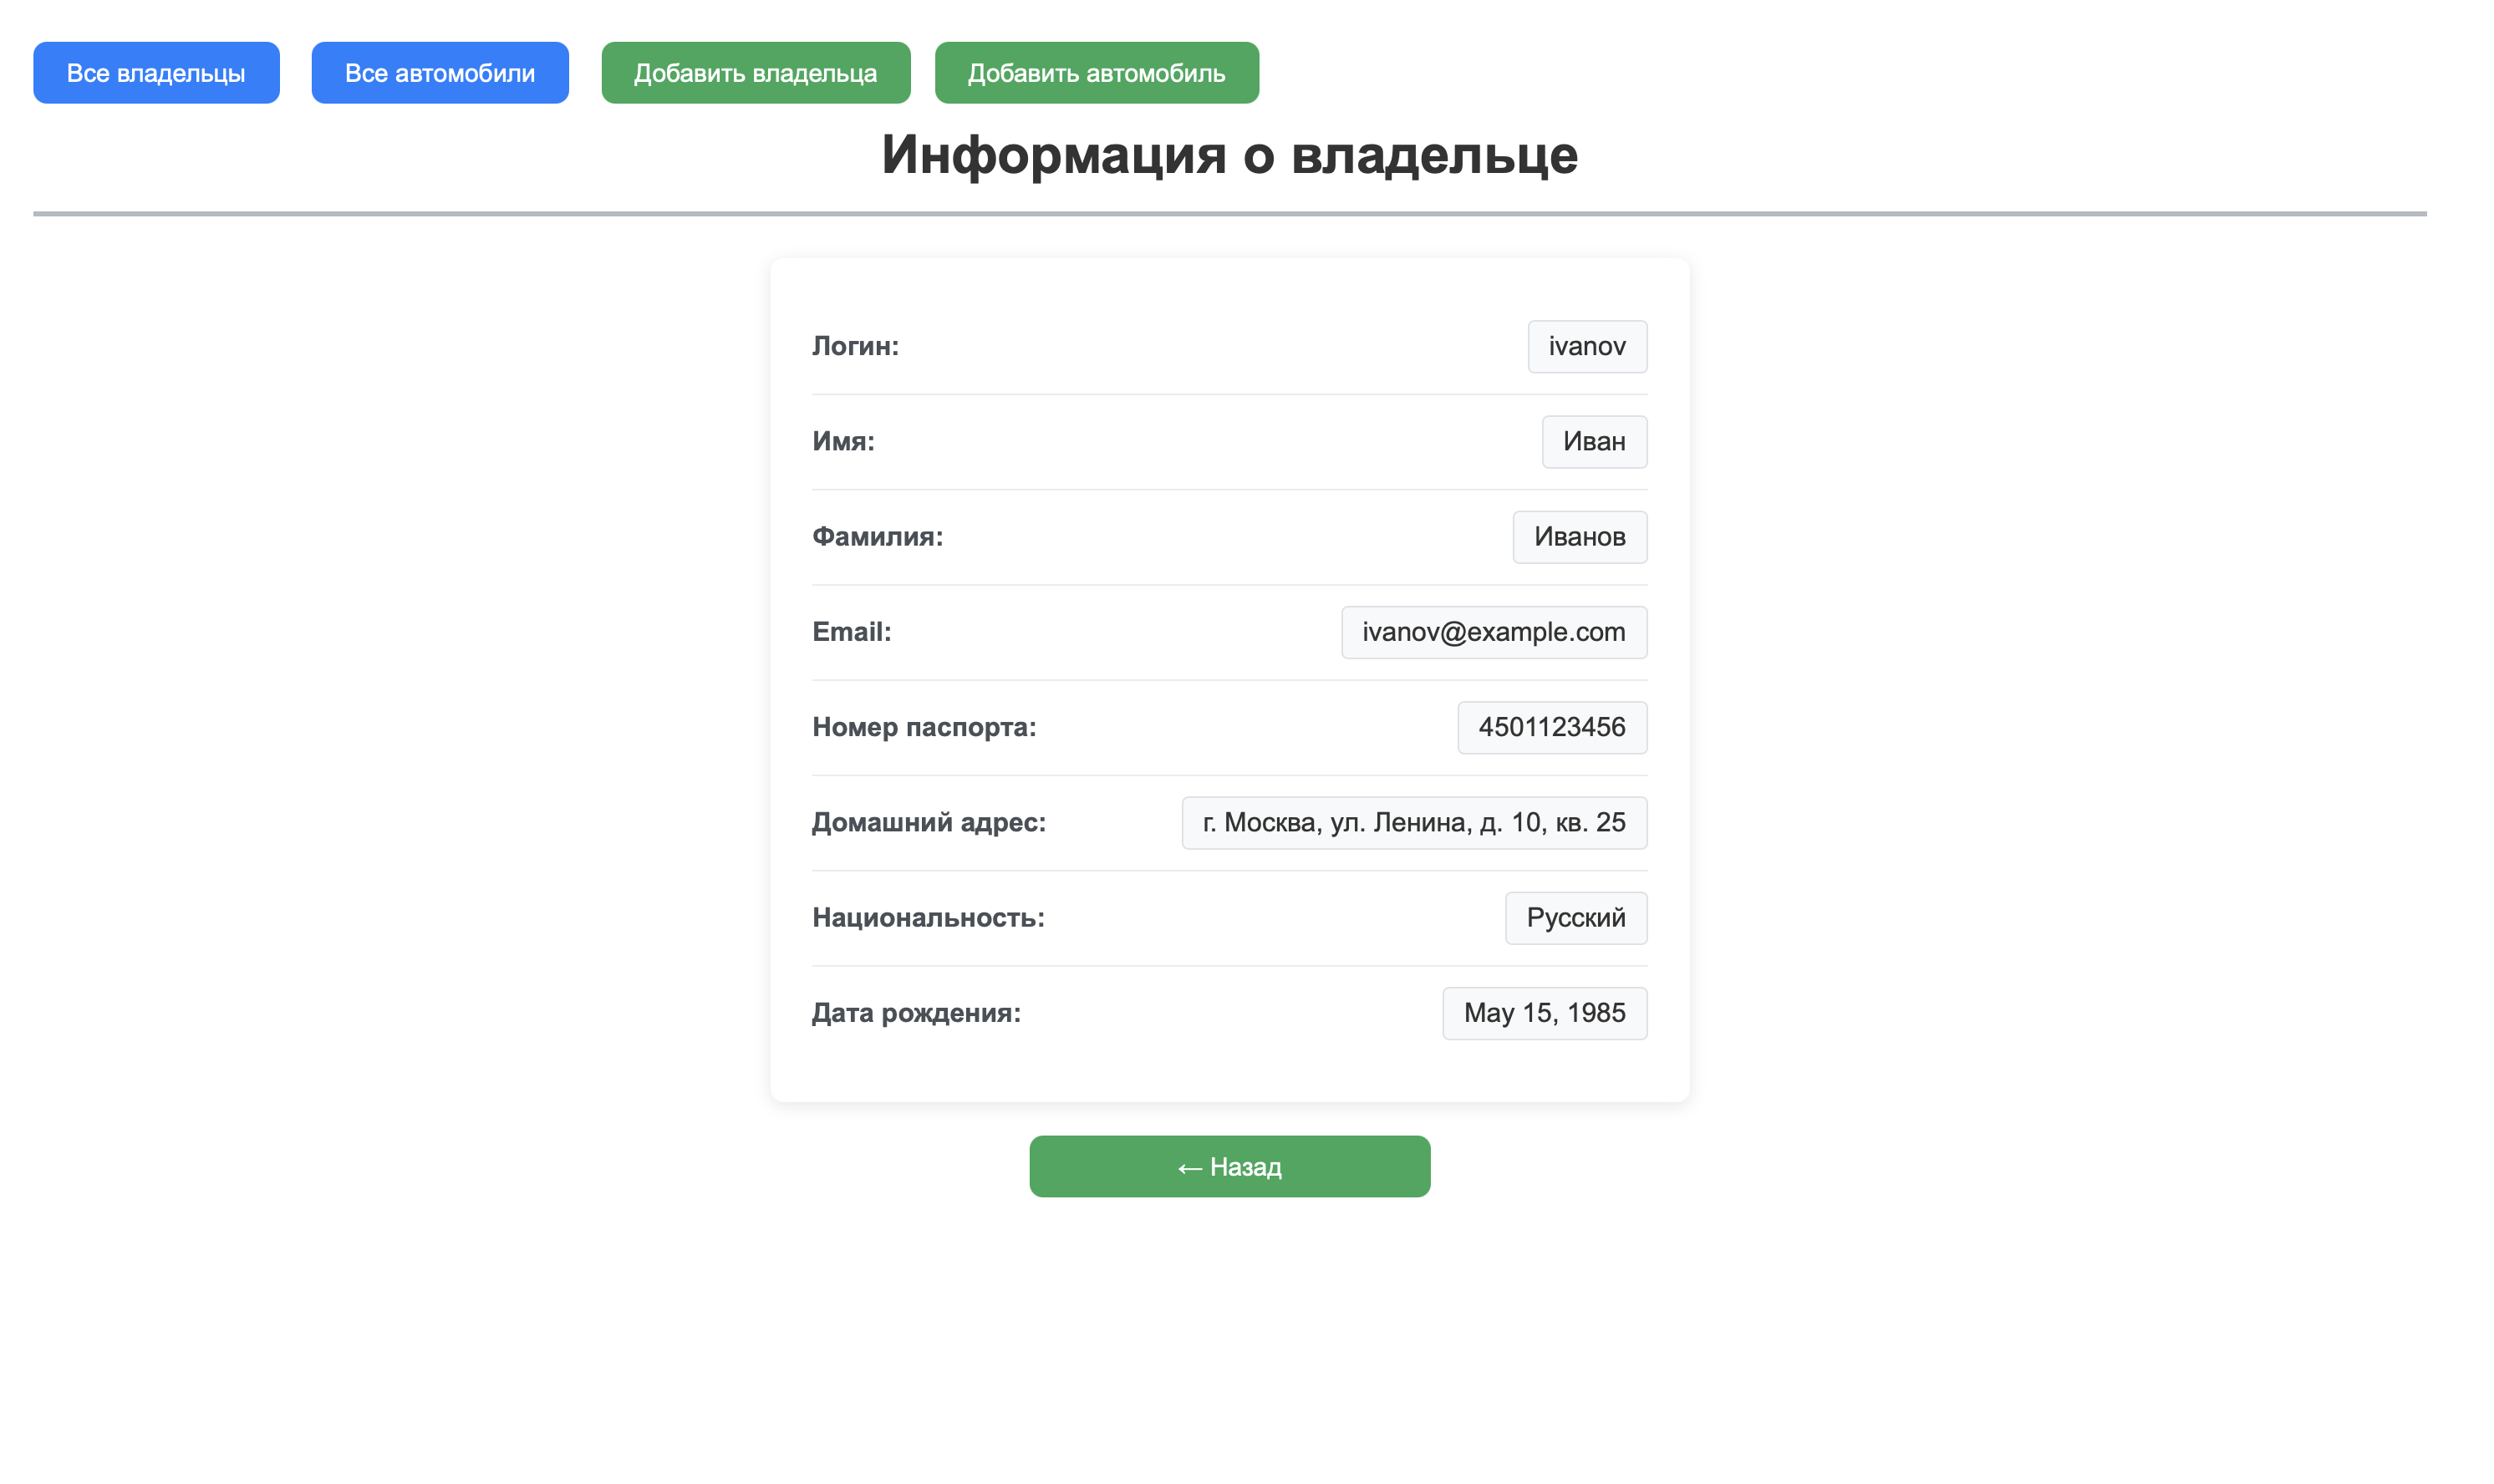 Все владельцы Все автомобили Добавить владельца Добавить автомобиль
Информация о владельце
Логин: ivanov
Имя: Иван
Фамилия: Иванов
Email: ivanov@example.com
Номер паспорта: 4501123456
Домашний адрес: г. Москва, ул. Ленина, д. 10, кв. 25
Национальность: Русский
Дата рождения: May 15, 1985
← Назад